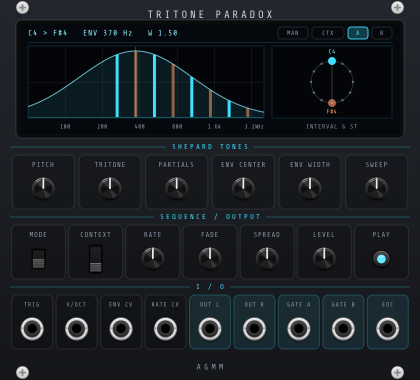 TRITONE PARADOX
C4 > F#4 ENV 370 Hz W 1.50 MAN CTX A B
C4
F#4
100 200 400 800 1.6k 3.2kHz INTERVAL 6 ST
SHEPARD TONES
PITCH TRITONE PARTIALS ENV CENTER ENV WIDTH SWEEP
SEQUENCE / OUTPUT
MODE CONTEXT RATE FADE SPREAD LEVEL PLAY
I / O
TRIG V/OCT ENV CV RATE CV OUT L OUT R GATE A GATE B EOC
AGMM